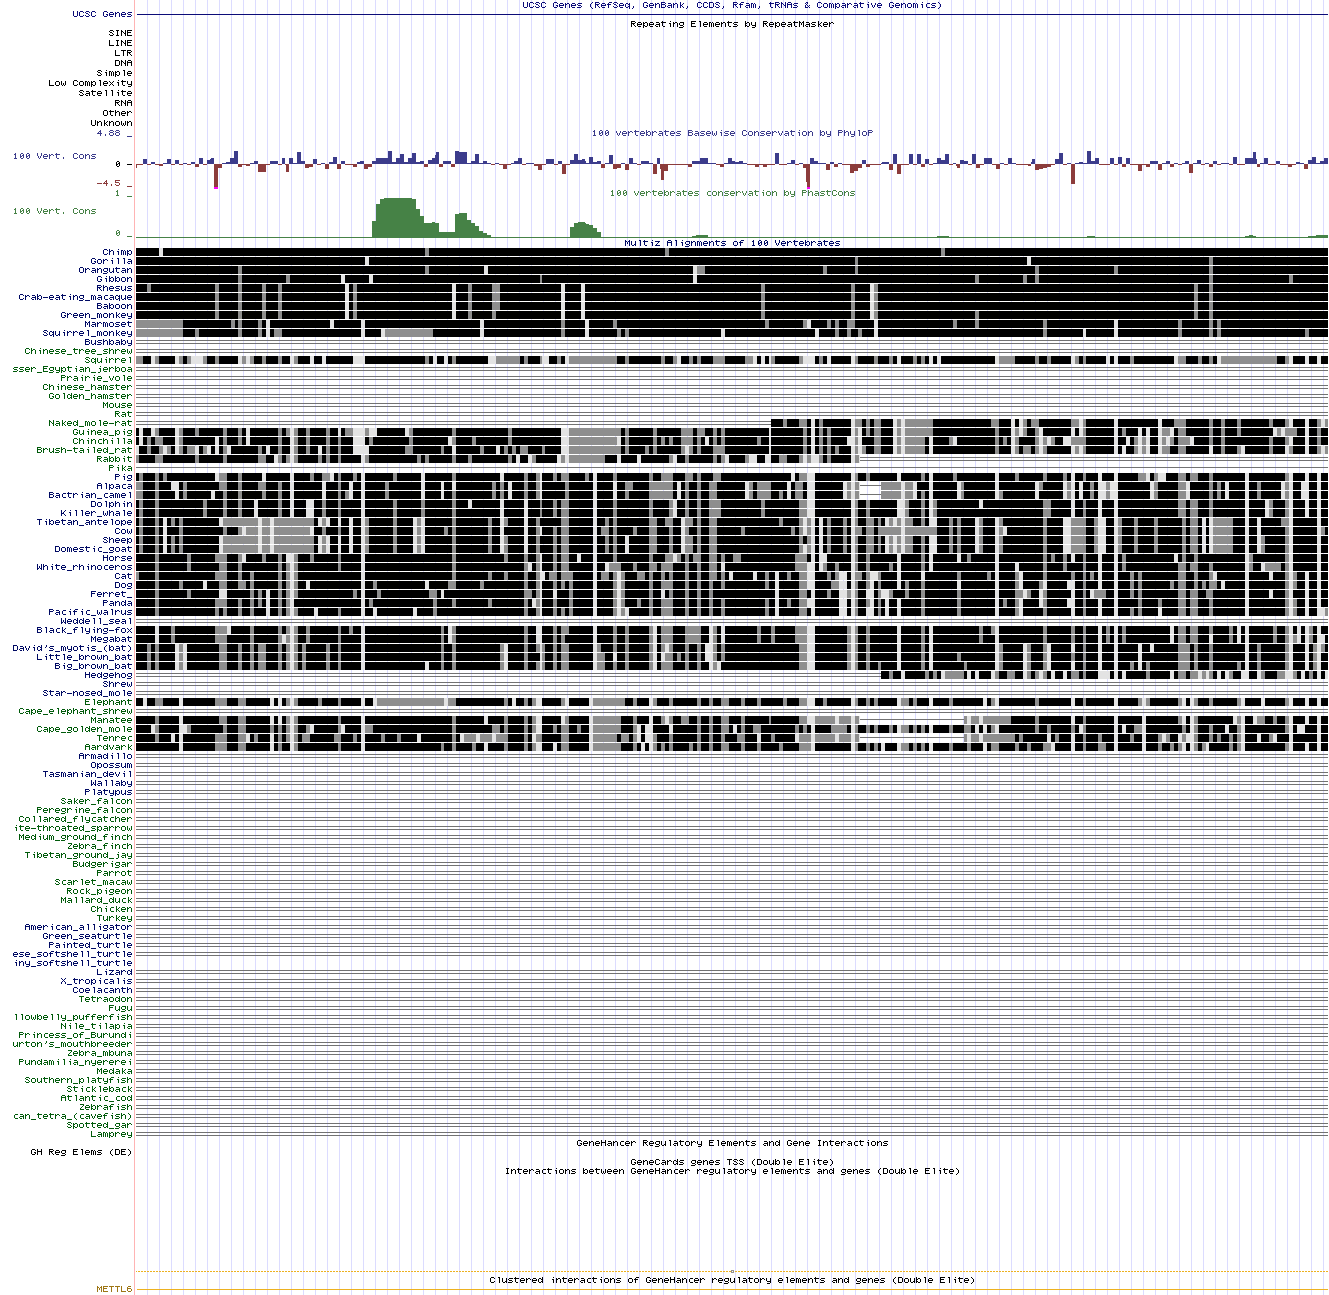 UCSC Genes (RefSeq, GenBank, CCDS, Rfam, tRNAs & Comparative Genomics)
UCSC Genes
Repeating Elements by RepeatMasker
SINE
LINE
LTR
DNA
Simple
Low Complexity
Satellite
RNA
Other
Unknown
4.88 _
100 vertebrates Basewise Conservation by PhyloP
100 Vert. Cons
0 _
-4.5 _
1 _
100 vertebrates conservation by PhastCons
100 Vert. Cons
0 _
Multiz Alignments of 100 Vertebrates
Chimp
Gorilla
Orangutan
Gibbon
Rhesus
Crab-eating_macaque
Baboon
Green_monkey
Marmoset
Squirrel_monkey
Bushbaby
Chinese_tree_shrew
Squirrel
sser_Egyptian_jerboa
Prairie_vole
Chinese_hamster
Golden_hamster
Mouse
Rat
Naked_mole-rat
Guinea_pig
Chinchilla
Brush-tailed_rat
Rabbit
Pika
Pig
Alpaca
Bactrian_camel
Dolphin
Killer_whale
Tibetan_antelope
Cow
Sheep
Domestic_goat
Horse
White_rhinoceros
Cat
Dog
Ferret_
Panda
Pacific_walrus
Weddell_seal
Black_flying-fox
Megabat
David's_myotis_(bat)
Little_brown_bat
Big_brown_bat
Hedgehog
Shrew
Star-nosed_mole
Elephant
Cape_elephant_shrew
Manatee
Cape_golden_mole
Tenrec
Aardvark
Armadillo
Opossum
Tasmanian_devil
Wallaby
Platypus
Saker_falcon
Peregrine_falcon
Collared_flycatcher
ite-throated_sparrow
Medium_ground_finch
Zebra_finch
Tibetan_ground_jay
Budgerigar
Parrot
Scarlet_macaw
Rock_pigeon
Mallard_duck
Chicken
Turkey
American_alligator
Green_seaturtle
Painted_turtle
ese_softshell_turtle
iny_softshell_turtle
Lizard
X_tropicalis
Coelacanth
Tetraodon
Fugu
llowbelly_pufferfish
Nile_tilapia
Princess_of_Burundi
urton's_mouthbreeder
Zebra_mbuna
Pundamilia_nyererei
Medaka
Southern_platyfish
Stickleback
Atlantic_cod
Zebrafish
can_tetra_(cavefish)
Spotted_gar
Lamprey
GeneHancer Regulatory Elements and Gene Interactions
GH Reg Elems (DE)
GeneCards genes TSS (Double Elite)
Interactions between GeneHancer regulatory elements and genes (Double Elite)
Clustered interactions of GeneHancer regulatory elements and genes (Double Elite)
METTL6